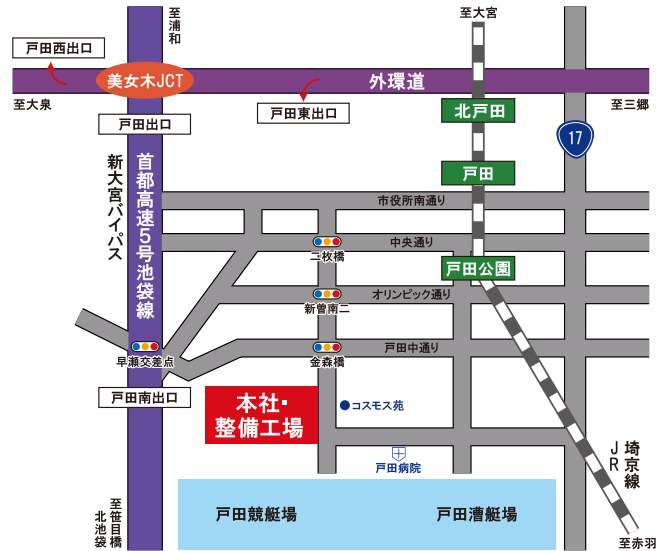 至浦和
至大宮
戸田西出口
美女木JCT
外環道
至大泉
戸田東出口
至三郷
戸田出口
北戸田
17
新大宮バイパス
首都高速5号池袋線
戸田
市役所南通り
中央通り
二枚橋
戸田公園
オリンピック通り
新曽南二
戸田中通り
早瀬交差点
金森橋
戸田南出口
本社・
整備工場
コスモス苑
戸田病院
JR
埼京線
至笹目橋
北池袋
戸田競艇場
戸田漕艇場
至赤羽